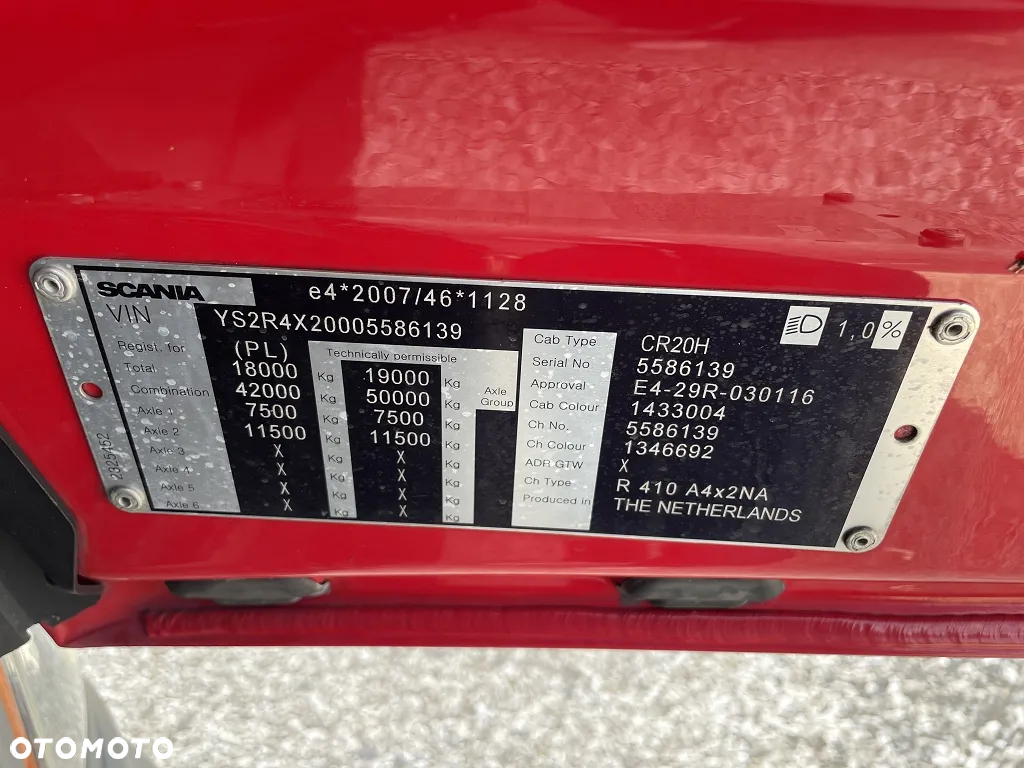 SCANIA e4*2007/46*1128
VIN YS2R4X20005586139
Regist. for (PL) Technically permissible
Total 18000 Kg 19000 Kg
Combination 42000 Kg 50000 Kg Axle Group
Axle 1 7500 Kg 7500 Kg
Axle 2 11500 Kg 11500 Kg
Axle 3 X Kg X Kg
Axle 4 X Kg X Kg
Axle 5 X Kg X Kg
Axle 6 X Kg X Kg
2325452
1,0%
Cab Type CR20H
Serial No 5586139
Approval E4-29R-030116
Cab Colour 1433004
Ch No. 5586139
Ch Colour 1346692
ADR GTW X
Ch Type R 410 A4x2NA
Produced in THE NETHERLANDS
OTOMOTO